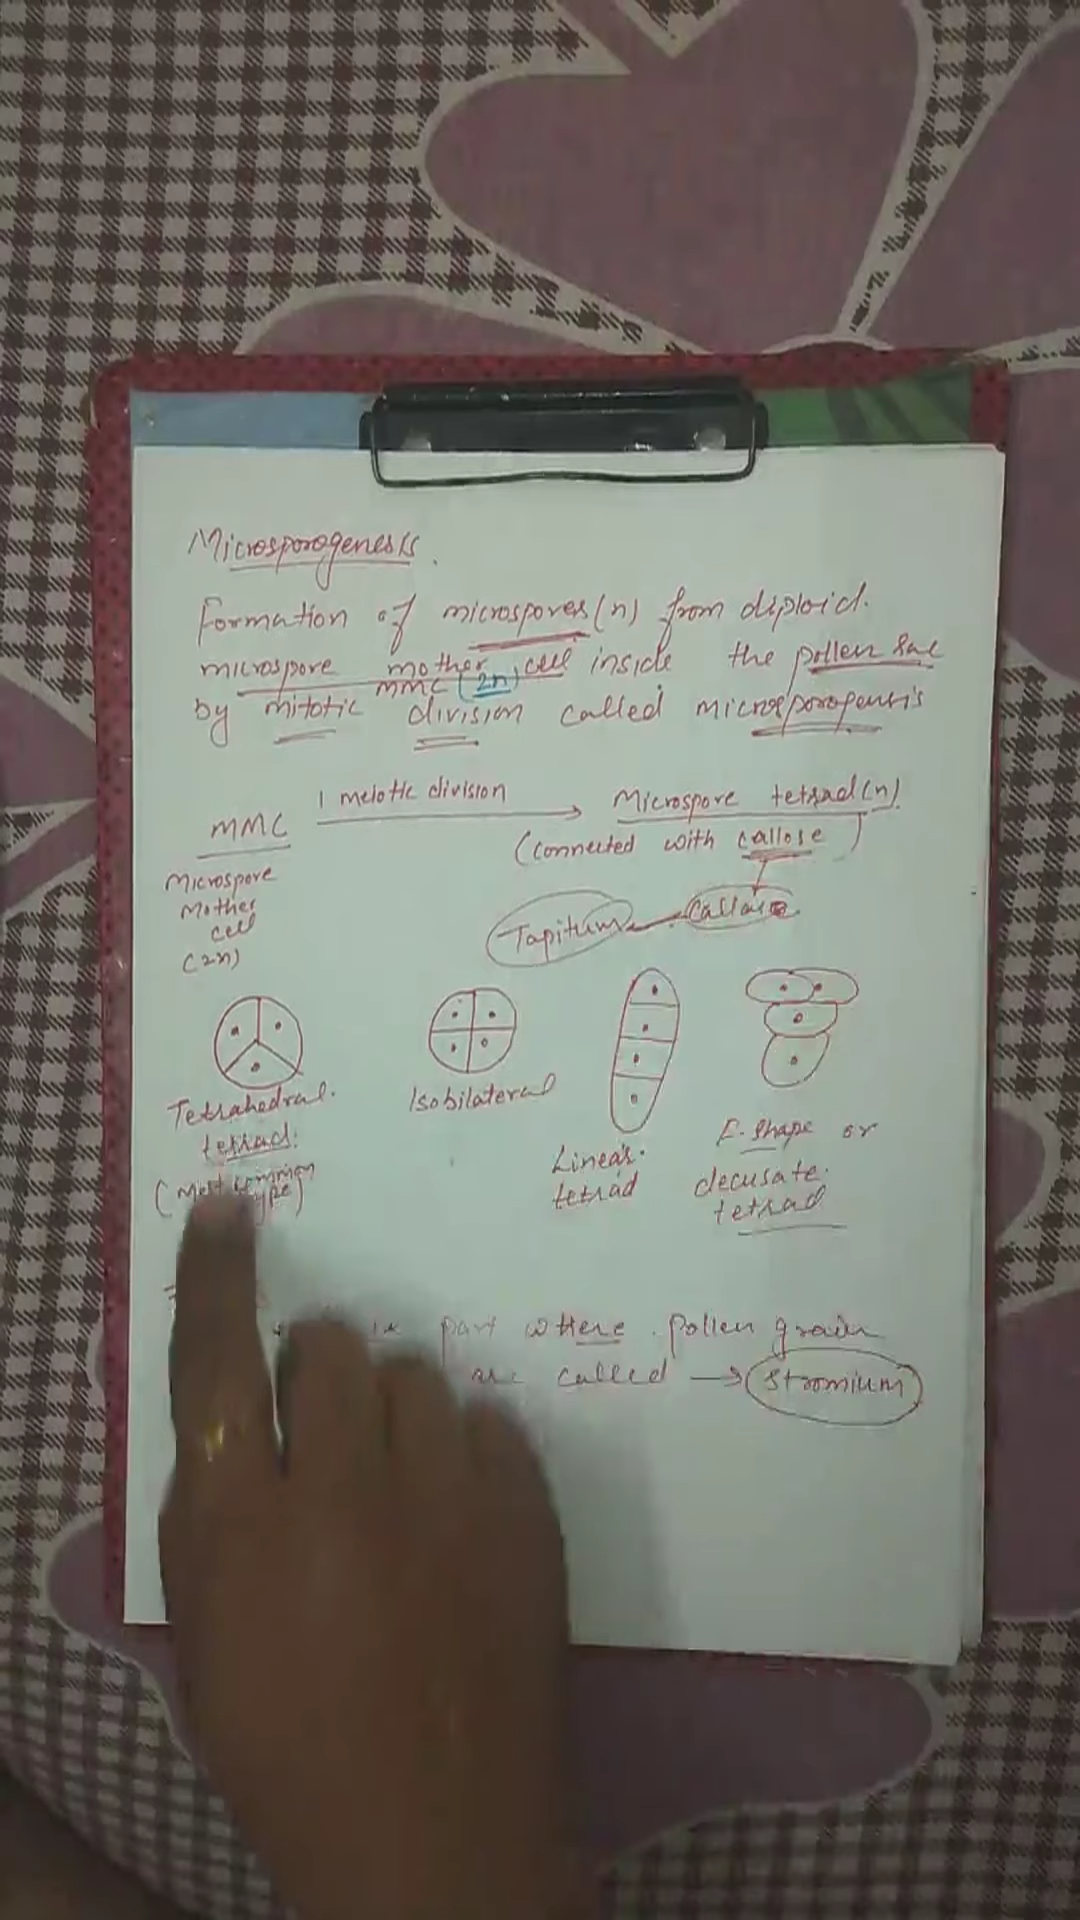 Microsporogenesis.
Formation of microspores(n) from diploid.
microspore mother cell inside the pollen sac
MMC (2n)
by mitotic division called microsporogenesis
1 meiotic division
Microspore tetrad(n)
MMC
(connected with callose)
Microspore
Mother
cell
(2n)
Tapitum
callose
Tetrahedral.
tetrad.
(Most common
type)
Isobilateral
Linear.
tetrad
F. shape or
decusate.
tetrad
part where pollen grain
are called → stromium